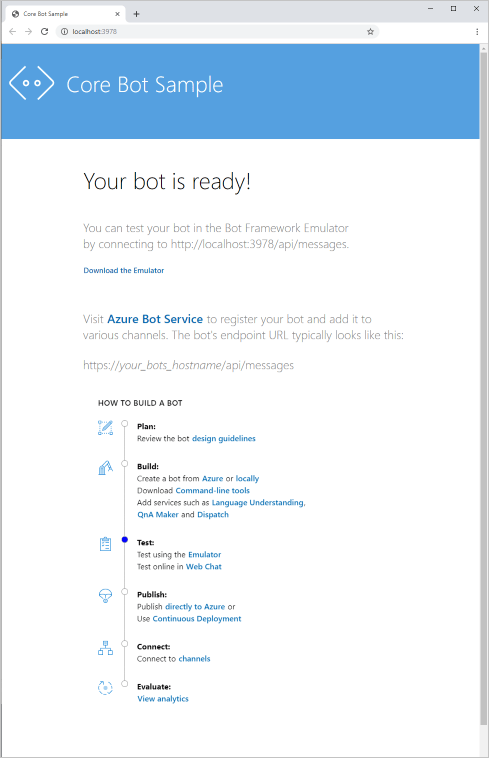 Core Bot Sample
localhost:3978
Core Bot Sample
Your bot is ready!
You can test your bot in the Bot Framework Emulator
by connecting to http://localhost:3978/api/messages.
Download the Emulator
Visit Azure Bot Service to register your bot and add it to
various channels. The bot's endpoint URL typically looks like this:
https://your_bots_hostname/api/messages
HOW TO BUILD A BOT
Plan:
Review the bot design guidelines
Build:
Create a bot from Azure or locally
Download Command-line tools
Add services such as Language Understanding,
QnA Maker and Dispatch
Test:
Test using the Emulator
Test online in Web Chat
Publish:
Publish directly to Azure or
Use Continuous Deployment
Connect:
Connect to channels
Evaluate:
View analytics